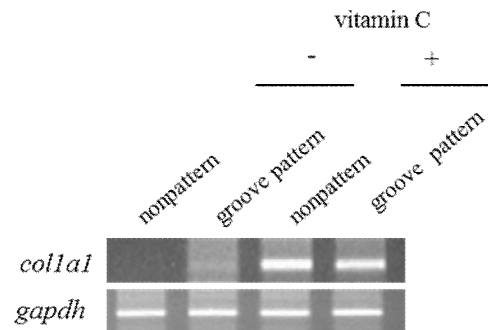 vitamin C
- +
nonpattern groove pattern nonpattern groove pattern
col1a1
gapdh